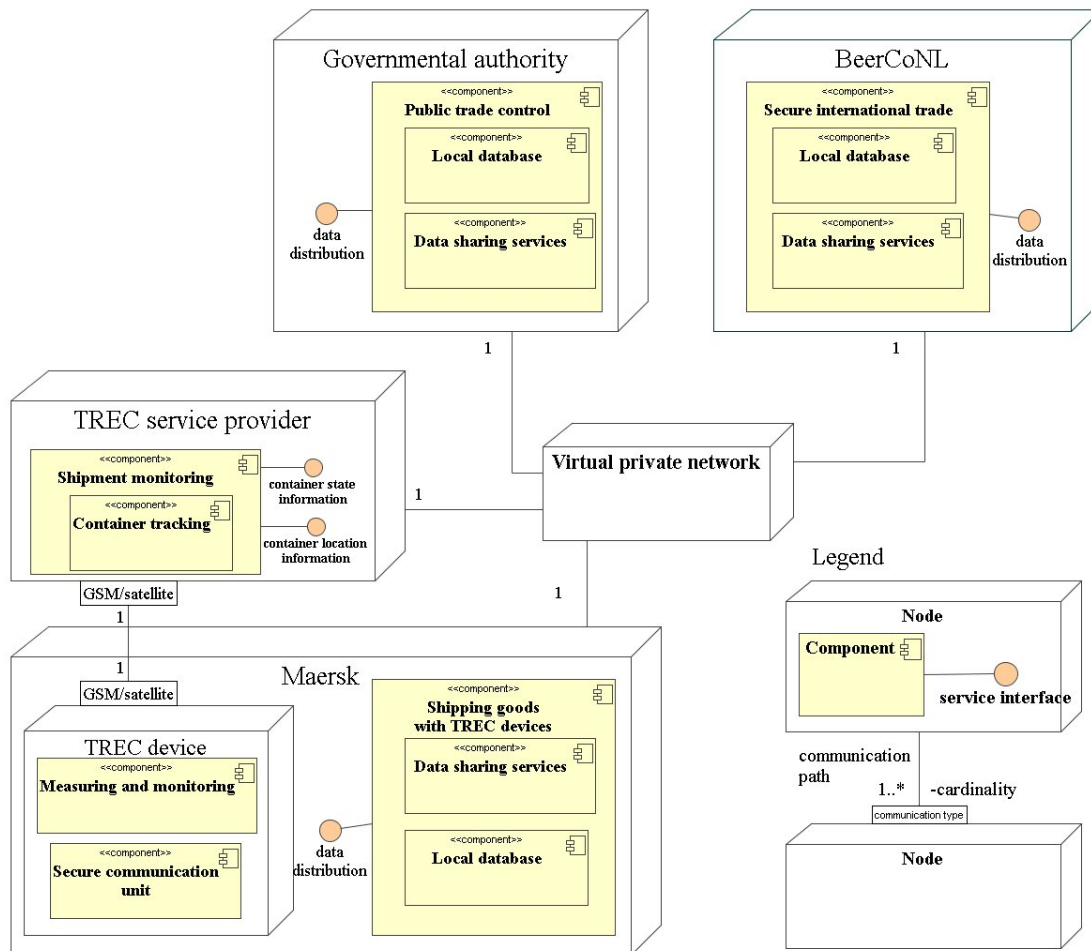 Governmental authority
<<component>>
Public trade control
<<component>>
Local database
<<component>>
Data sharing services
data
distribution
BeerCoNL
<<component>>
Secure international trade
<<component>>
Local database
<<component>>
Data sharing services
data
distribution
1
1
TREC service provider
<<component>>
Shipment monitoring
<<component>>
Container tracking
container state
information
container location
information
1
Virtual private network
GSM/satellite
1
1
1
GSM/satellite
Maersk
TREC device
<<component>>
Measuring and monitoring
<<component>>
Secure communication
unit
<<component>>
Shipping goods
with TREC devices
<<component>>
Data sharing services
<<component>>
Local database
data
distribution
Legend
Node
Component
service interface
communication
path
1..*
-cardinality
communication type
Node